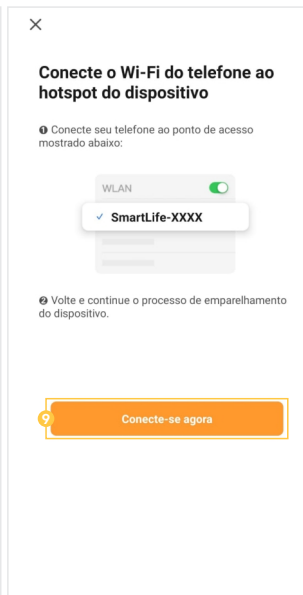 Conecte o Wi-Fi do telefone ao
hotspot do dispositivo
❶ Conecte seu telefone ao ponto de acesso
mostrado abaixo:
WLAN
✓ SmartLife-XXXX
❷ Volte e continue o processo de emparelhamento
do dispositivo.
9 Conecte-se agora